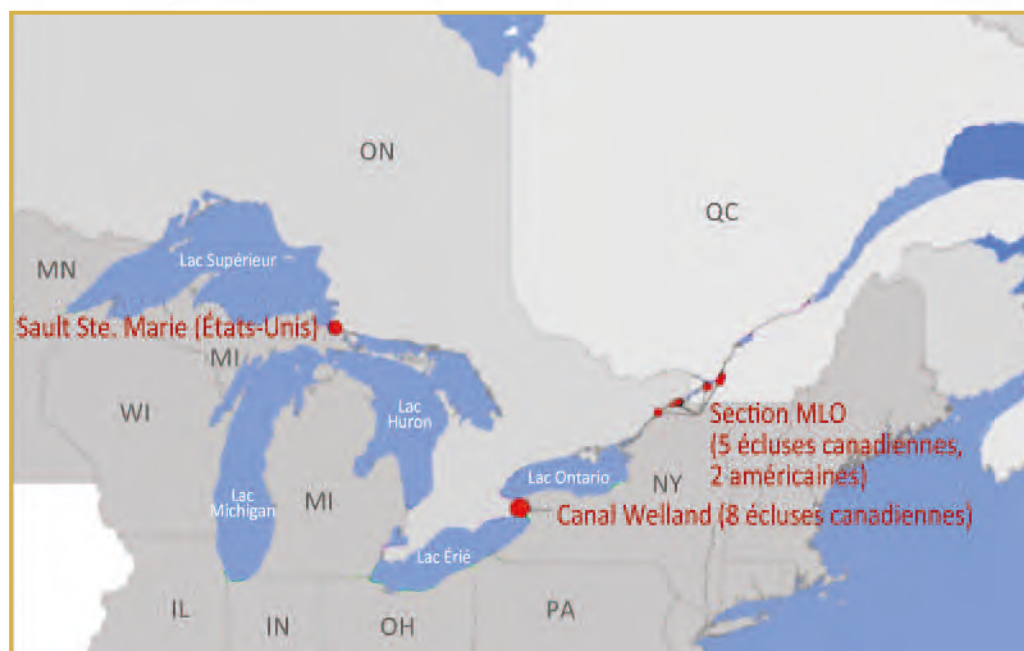 ON
QC
Lac Supérieur
MN
Sault Ste. Marie (États-Unis)
MI
WI
Lac
Huron
Section MLO
(5 écluses canadiennes,
2 américaines)
Lac Ontario
NY
Lac
Michigan
MI
Canal Welland (8 écluses canadiennes)
Lac Érié
IL
IN
OH
PA